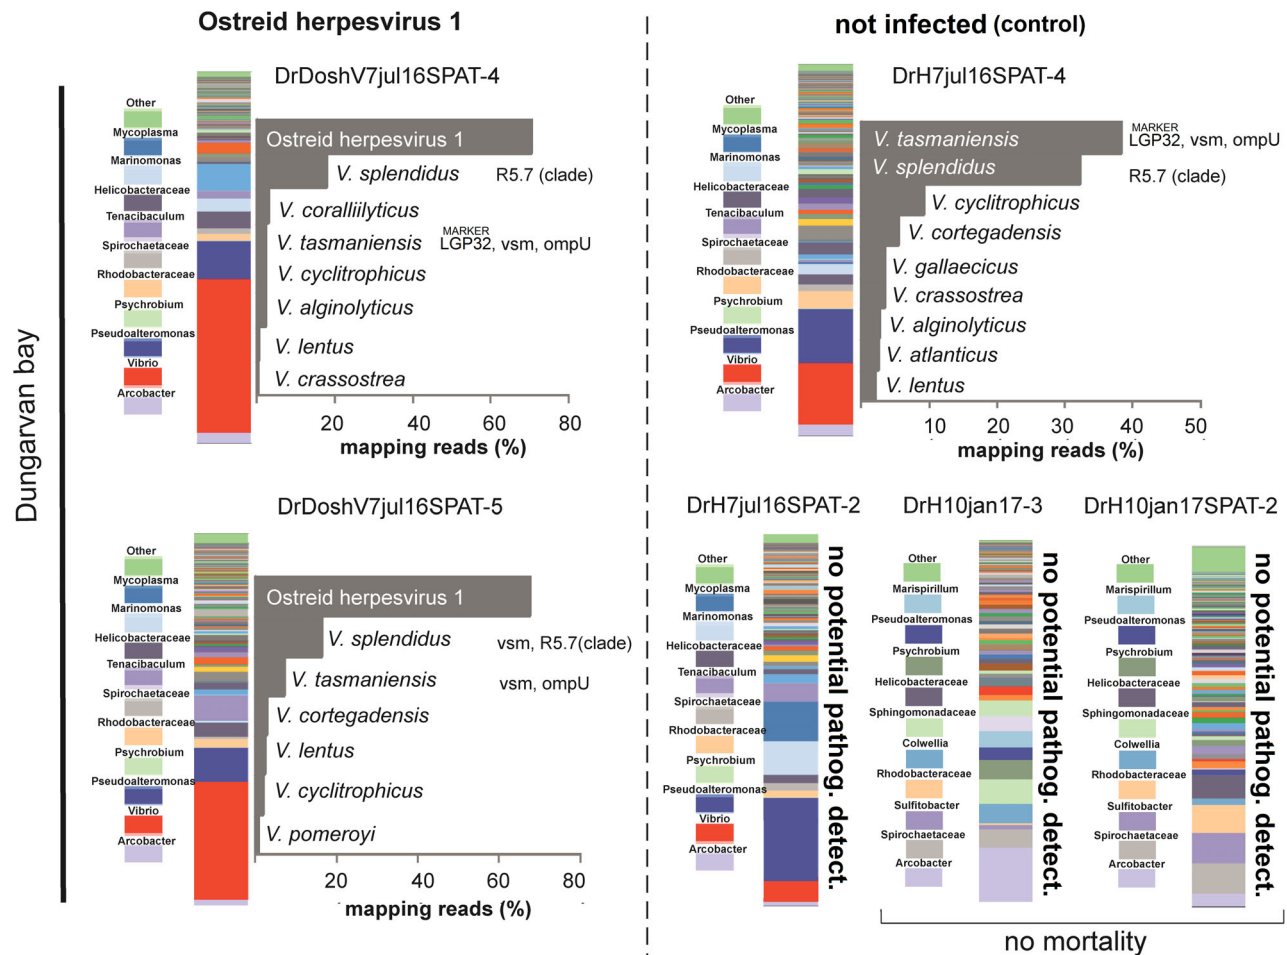 Ostreid herpesvirus 1
not infected (control)
Dungarvan bay
DrDoshV7jul16SPAT-4
Other
Mycoplasma
Marinomonas
Helicobacteraceae
Tenacibaculum
Spirochaetaceae
Rhodobacteraceae
Psychrobium
Pseudoalteromonas
Vibrio
Arcobacter
Ostreid herpesvirus 1
V. splendidus R5.7 (clade)
V. coralliilyticus
MARKER
V. tasmaniensis LGP32, vsm, ompU
V. cyclitrophicus
V. alginolyticus
V. lentus
V. crassostrea
20 40 60 80
mapping reads (%)
DrH7jul16SPAT-4
Other
Mycoplasma
Marinomonas
Helicobacteraceae
Tenacibaculum
Spirochaetaceae
Rhodobacteraceae
Psychrobium
Pseudoalteromonas
Vibrio
Arcobacter
MARKER
V. tasmaniensis LGP32, vsm, ompU
V. splendidus R5.7 (clade)
V. cyclitrophicus
V. cortegadensis
V. gallaecicus
V. crassostrea
V. alginolyticus
V. atlanticus
V. lentus
10 20 30 40 50
mapping reads (%)
DrDoshV7jul16SPAT-5
Other
Mycoplasma
Marinomonas
Helicobacteraceae
Tenacibaculum
Spirochaetaceae
Rhodobacteraceae
Psychrobium
Pseudoalteromonas
Vibrio
Arcobacter
Ostreid herpesvirus 1
V. splendidus vsm, R5.7(clade)
V. tasmaniensis vsm, ompU
V. cortegadensis
V. lentus
V. cyclitrophicus
V. pomeroyi
20 40 60 80
mapping reads (%)
DrH7jul16SPAT-2
Other
Mycoplasma
Marinomonas
Helicobacteraceae
Tenacibaculum
Spirochaetaceae
Rhodobacteraceae
Psychrobium
Pseudoalteromonas
Vibrio
Arcobacter
no potential pathog. detect.
DrH10jan17-3
Other
Marispirillum
Pseudoalteromonas
Psychrobium
Helicobacteraceae
Sphingomonadaceae
Colwellia
Rhodobacteraceae
Sulfitobacter
Spirochaetaceae
Arcobacter
no potential pathog. detect.
DrH10jan17SPAT-2
Other
Marispirillum
Pseudoalteromonas
Psychrobium
Helicobacteraceae
Sphingomonadaceae
Colwellia
Rhodobacteraceae
Sulfitobacter
Spirochaetaceae
Arcobacter
no potential pathog. detect.
no mortality